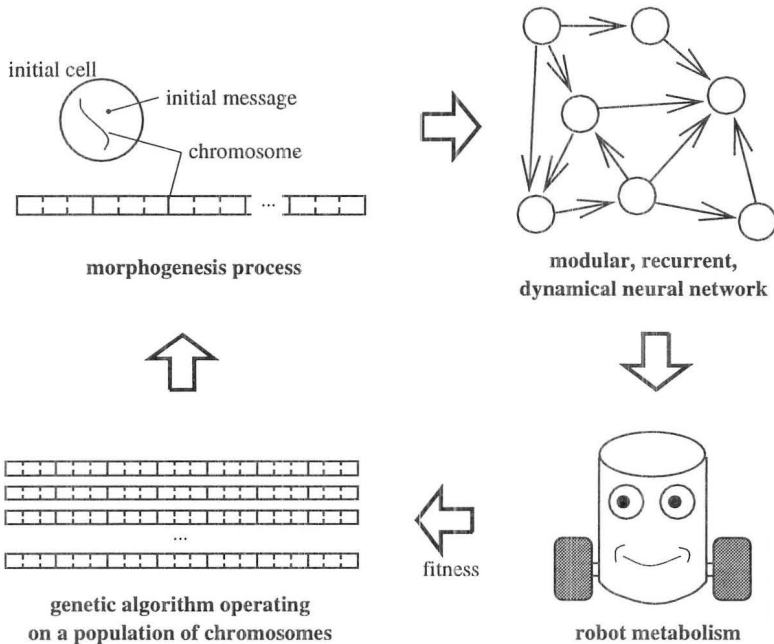 initial cell
initial message
chromosome
...
morphogenesis process
modular, recurrent,
dynamical neural network
...
fitness
genetic algorithm operating
on a population of chromosomes
robot metabolism